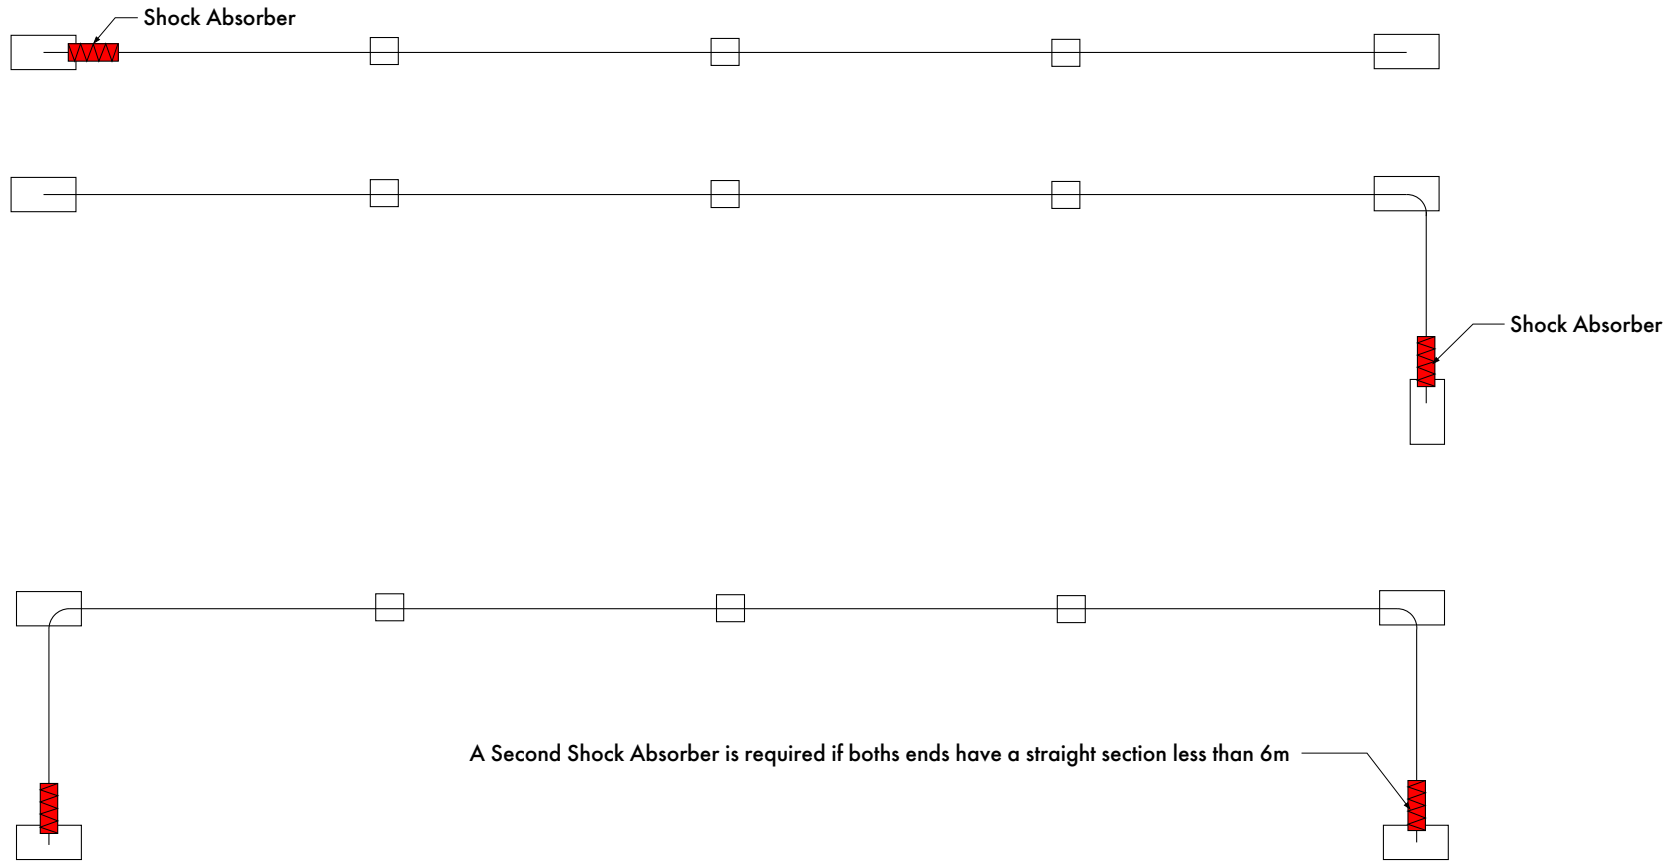 Shock Absorber
Shock Absorber
A Second Shock Absorber is required if boths ends have a straight section less than 6m